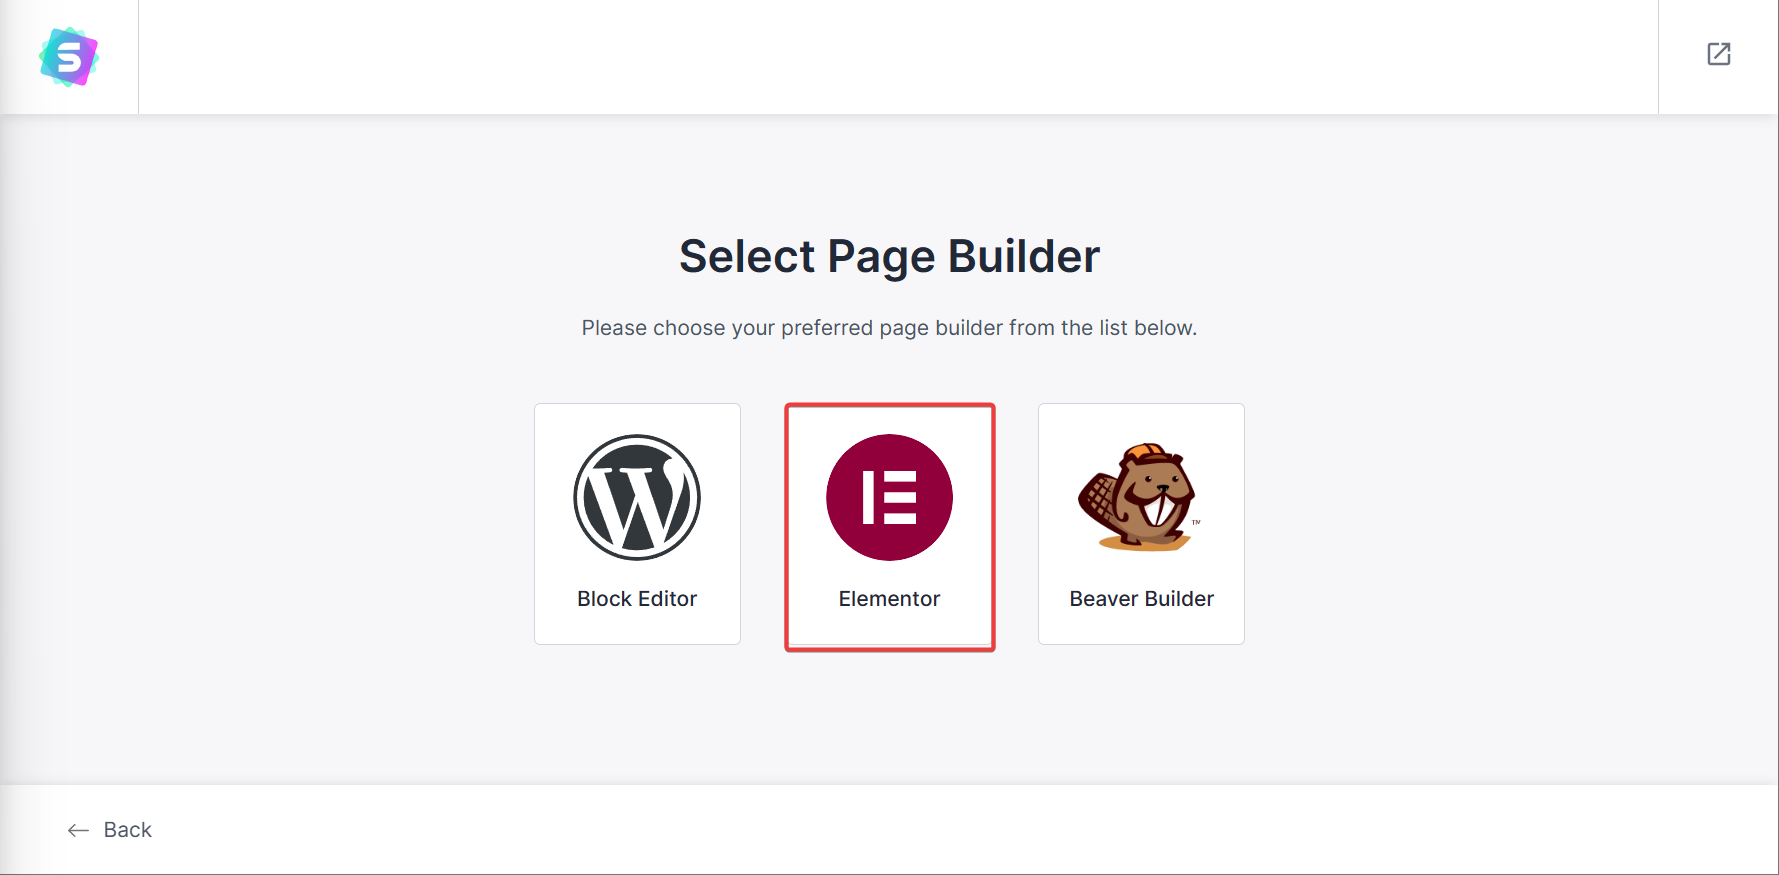 S
Select Page Builder
Please choose your preferred page builder from the list below.
Block Editor
Elementor
TM
Beaver Builder
Back